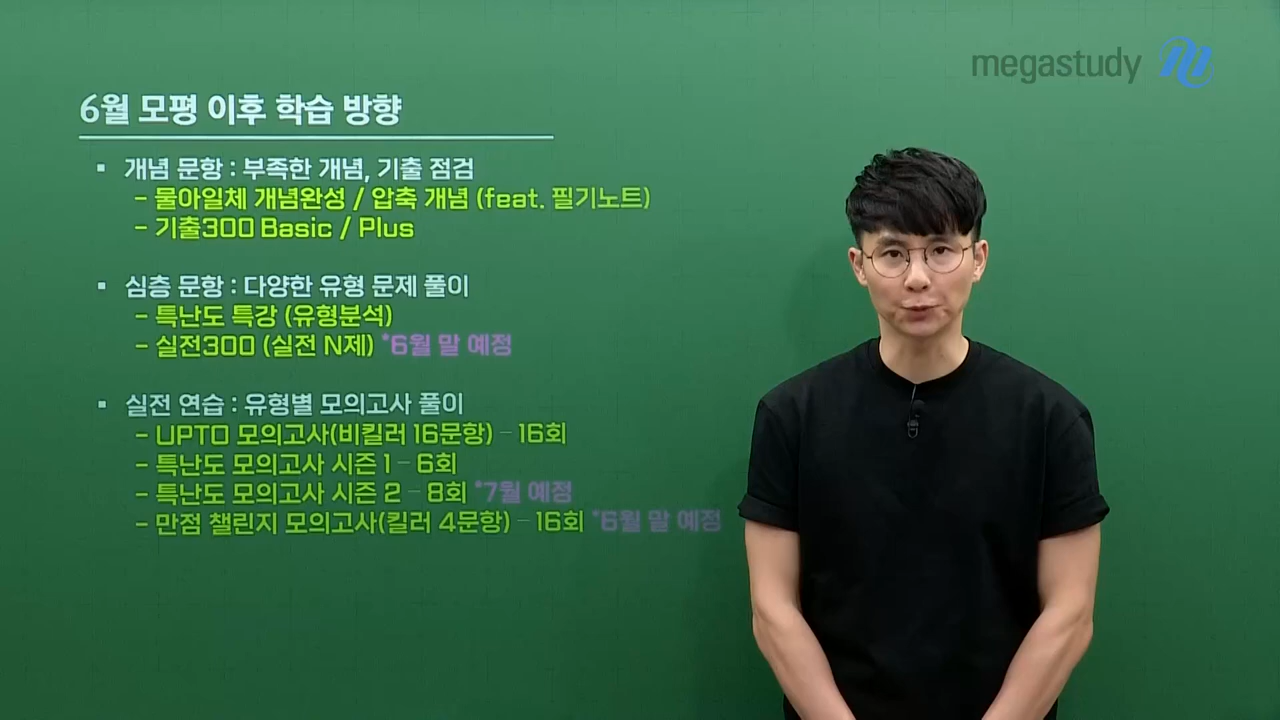 megastudy
6월 모평 이후 학습 방향
▪ 개념 문항 : 부족한 개념, 기출 점검
– 물아일체 개념완성 / 압축 개념 (feat. 필기노트)
– 기출300 Basic / Plus
▪ 심층 문항 : 다양한 유형 문제 풀이
– 특난도 특강 (유형분석)
– 실전300 (실전 N제) *6월 말 예정
▪ 실전 연습 : 유형별 모의고사 풀이
– UPTO 모의고사(비킬러 16문항) – 16회
– 특난도 모의고사 시즌 1 – 6회
– 특난도 모의고사 시즌 2 – 8회 *7월 예정
– 만점 챌린지 모의고사(킬러 4문항) – 16회 *6월 말 예정